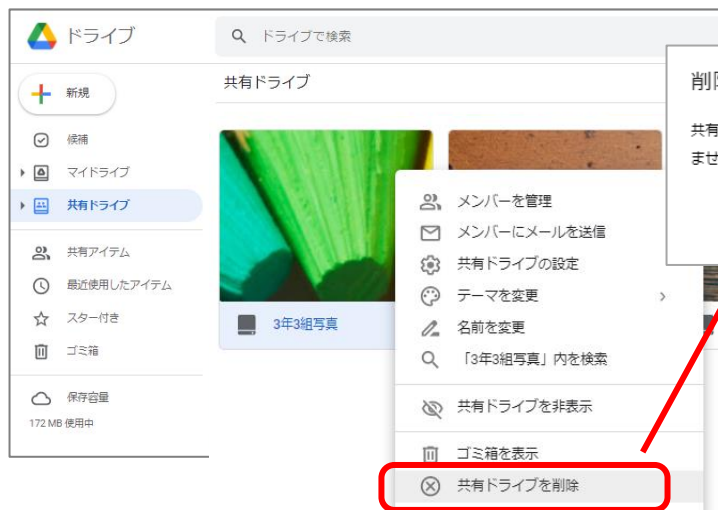 ドライブ
ドライブで検索
新規
候補
マイドライブ
共有ドライブ
共有アイテム
最近使用したアイテム
スター付き
ゴミ箱
保存容量
172 MB 使用中
共有ドライブ
3年3組写真
メンバーを管理
メンバーにメールを送信
共有ドライブの設定
テーマを変更
名前を変更
「3年3組写真」内を検索
共有ドライブを非表示
ゴミ箱を表示
共有ドライブを削除
削
共有
ませ